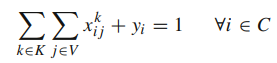 ∑ ∑ x_{ij}^{k} + y_i = 1   ∀i ∈ C
k∈K j∈V